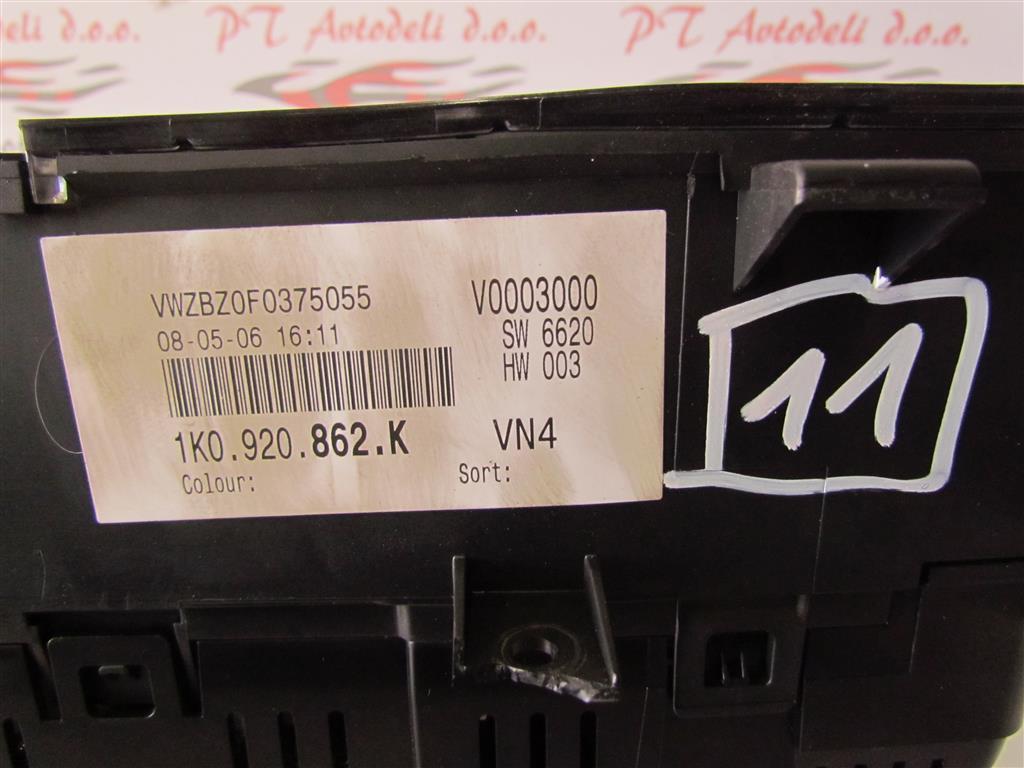 PT Avtodeli d.o.o. PT Avtodeli d.o.o.
VWZBZ0F0375055 V0003000
08-05-06 16:11 SW 6620
HW 003
1K0.920.862.K VN4
Colour: Sort:
11